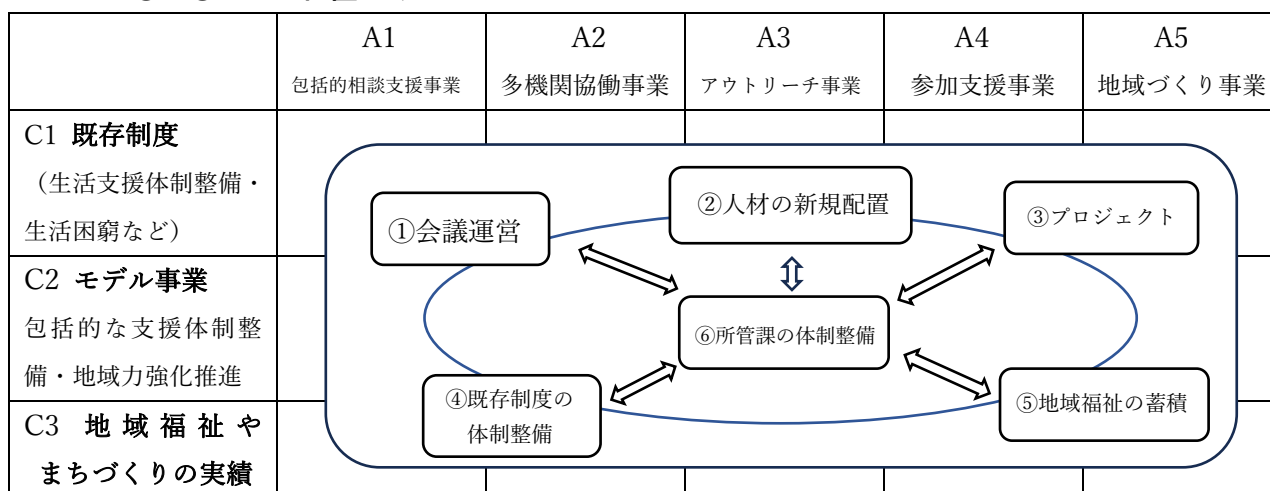 A1
包括的相談支援事業
A2
多機関協働事業
A3
アウトリーチ事業
A4
参加支援事業
A5
地域づくり事業
C1 既存制度
（生活支援体制整備・
生活困窮など）
C2 モデル事業
包括的な支援体制整
備・地域力強化推進
C3 地域福祉や
まちづくりの実績
①会議運営
②人材の新規配置
③プロジェクト
⑥所管課の体制整備
④既存制度の
体制整備
⑤地域福祉の蓄積